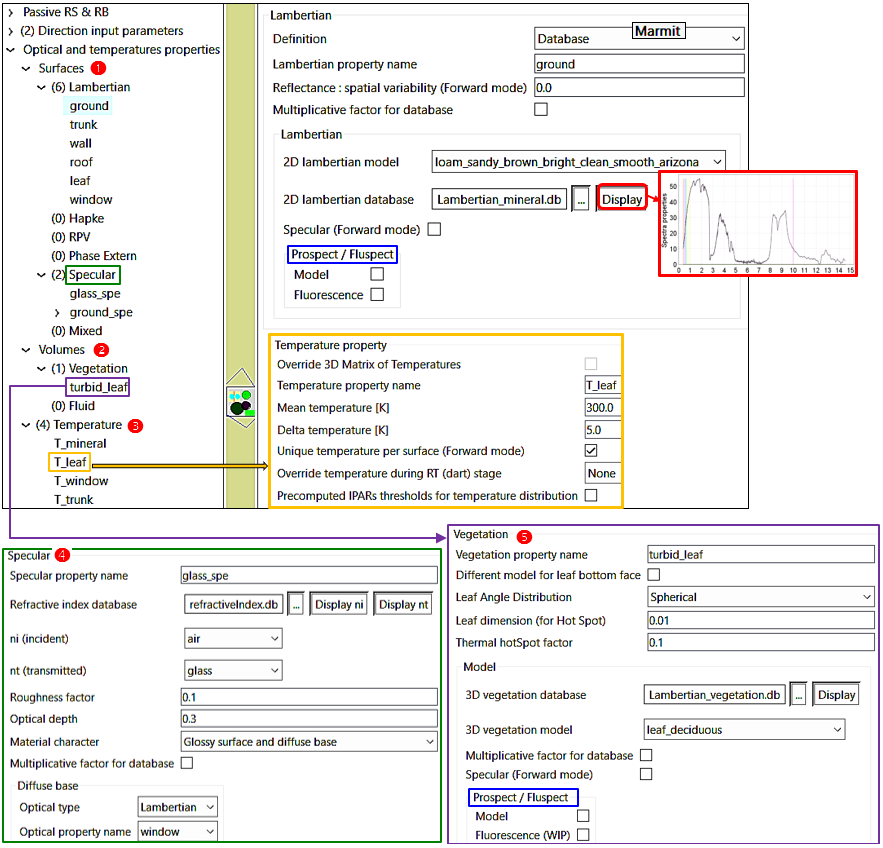 Passive RS & RB
(2) Direction input parameters
Optical and temperatures properties
Surfaces 1
(6) Lambertian
ground
trunk
wall
roof
leaf
window
(0) Hapke
(0) RPV
(0) Phase Extern
(2) Specular
glass_spe
ground_spe
(0) Mixed
Volumes 2
(1) Vegetation
turbid_leaf
(0) Fluid
(4) Temperature 3
T_mineral
T_leaf
T_window
T_trunk
Lambertian
Definition Database Marmit
Lambertian property name ground
Reflectance : spatial variability (Forward mode) 0.0
Multiplicative factor for database
Lambertian
2D lambertian model loam_sandy_brown_bright_clean_smooth_arizona
2D lambertian database Lambertian_mineral.db ... Display
Specular (Forward mode)
Prospect / Fluspect
Model
Fluorescence
Spectra properties
50
40
30
20
10
0
0 1 2 3 4 5 6 7 8 9 10 11 12 13 14 15
Temperature property
Override 3D Matrix of Temperatures
Temperature property name T_leaf
Mean temperature [K] 300.0
Delta temperature [K] 5.0
Unique temperature per surface (Forward mode)
Override temperature during RT (dart) stage None
Precomputed IPARs thresholds for temperature distribution
Specular 4
Specular property name glass_spe
Refractive index database refractiveIndex.db ... Display ni Display nt
ni (incident) air
nt (transmitted) glass
Roughness factor 0.1
Optical depth 0.3
Material character Glossy surface and diffuse base
Multiplicative factor for database
Diffuse base
Optical type Lambertian
Optical property name window
Vegetation 5
Vegetation property name turbid_leaf
Different model for leaf bottom face
Leaf Angle Distribution Spherical
Leaf dimension (for Hot Spot) 0.01
Thermal hotSpot factor 0.1
Model
3D vegetation database Lambertian_vegetation.db ... Display
3D vegetation model leaf_deciduous
Multiplicative factor for database
Specular (Forward mode)
Prospect / Fluspect
Model
Fluorescence (WIP)